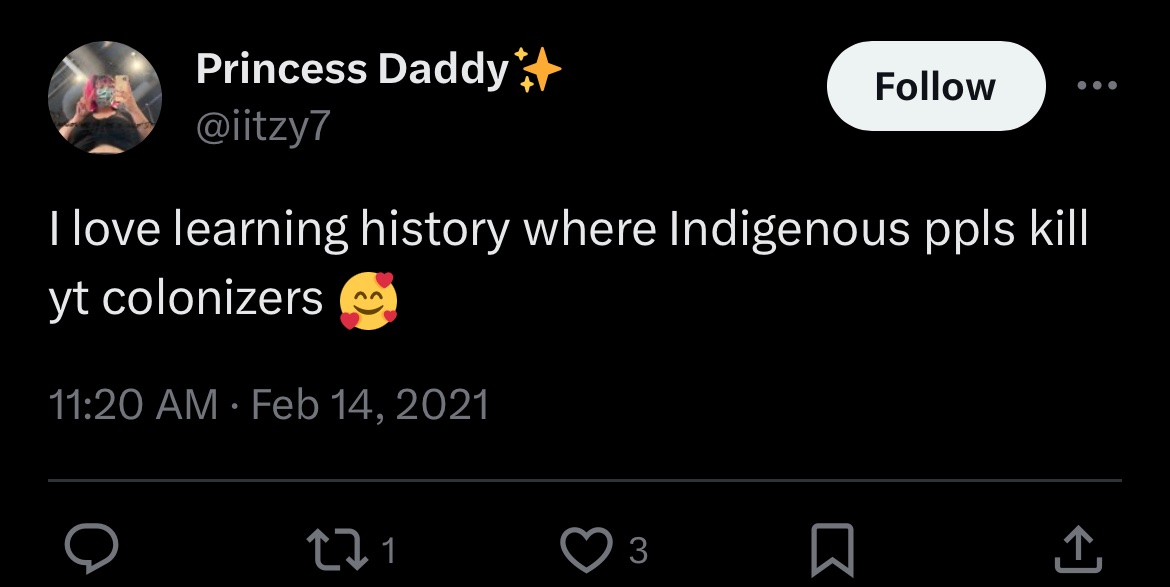 Princess Daddy✨
@iitzy7
Follow
I love learning history where Indigenous ppls kill
yt colonizers 🥰
11:20 AM · Feb 14, 2021
1
3